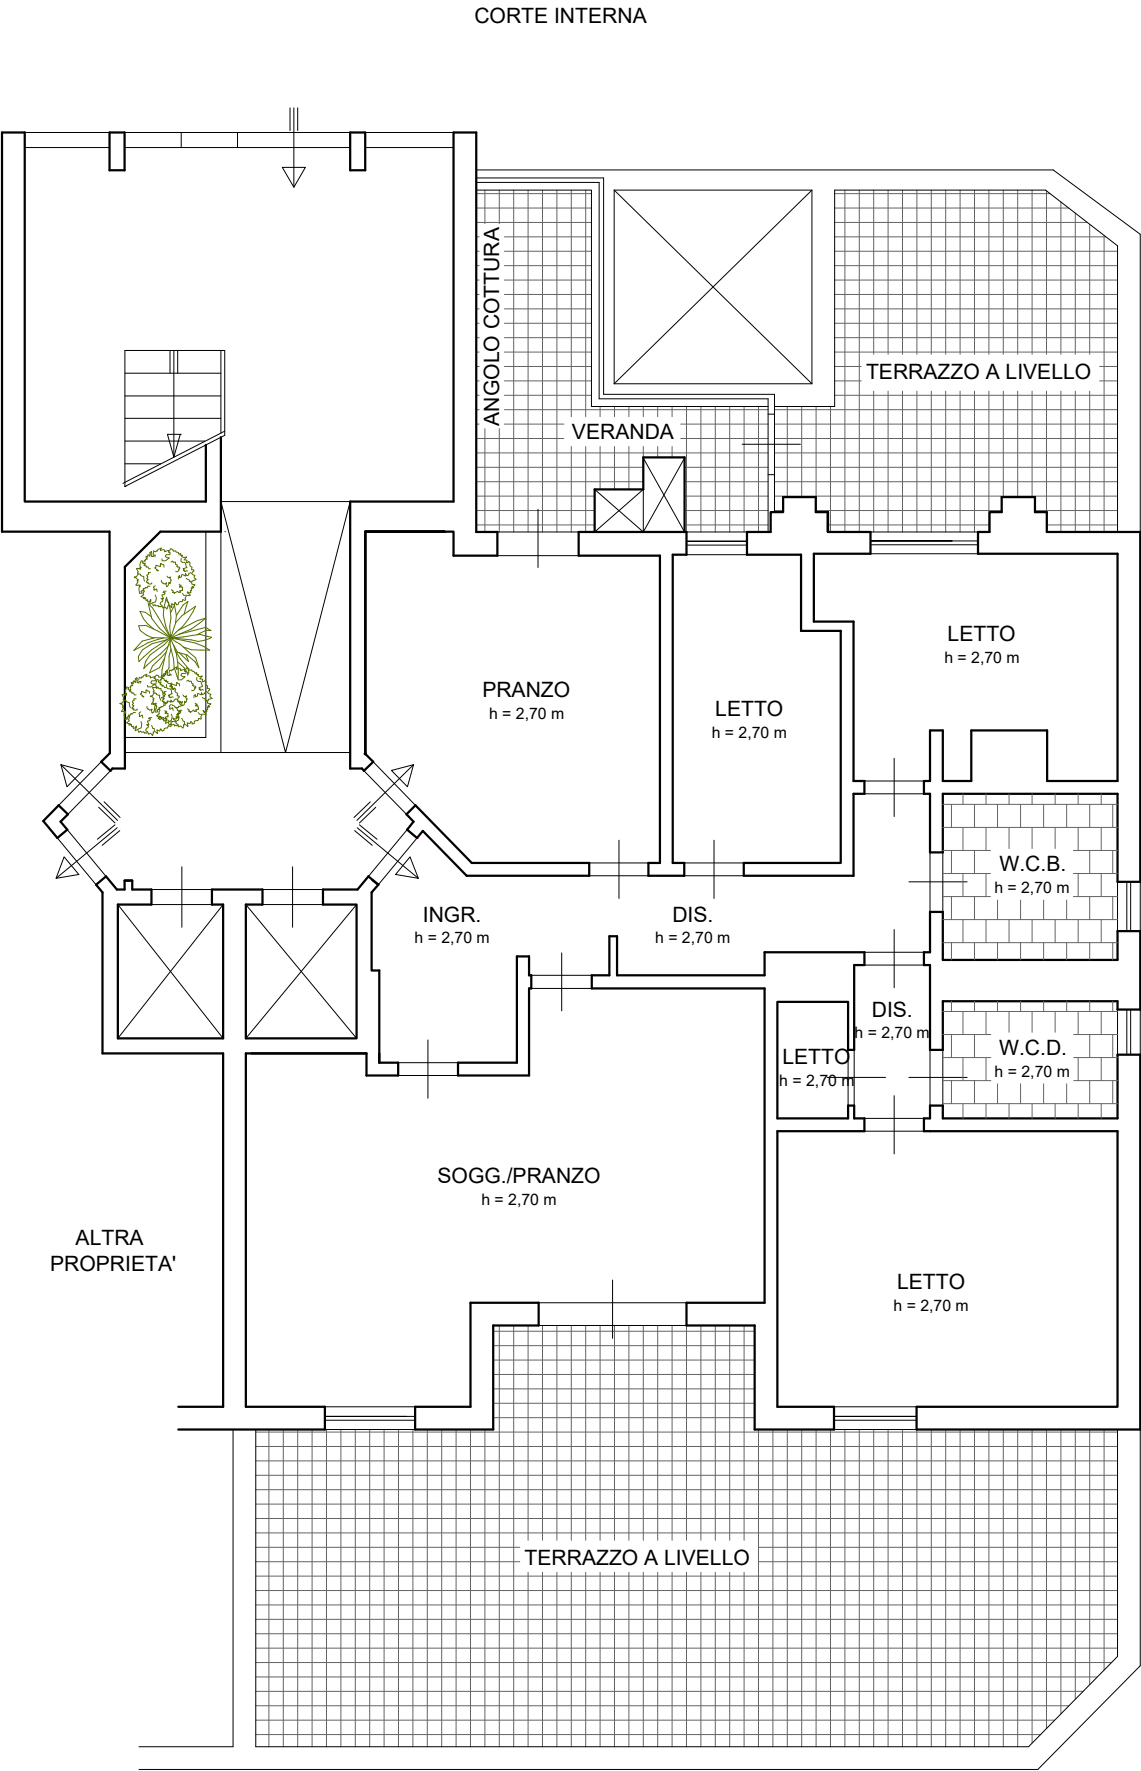 CORTE INTERNA
ANGOLO COTTURA
TERRAZZO A LIVELLO
VERANDA
LETTO
h = 2,70 m
PRANZO
h = 2,70 m
LETTO
h = 2,70 m
W.C.B.
h = 2,70 m
INGR.
h = 2,70 m
DIS.
h = 2,70 m
DIS.
h = 2,70 m
LETTO
h = 2,70 m
W.C.D.
h = 2,70 m
SOGG./PRANZO
h = 2,70 m
ALTRA
PROPRIETA'
LETTO
h = 2,70 m
TERRAZZO A LIVELLO